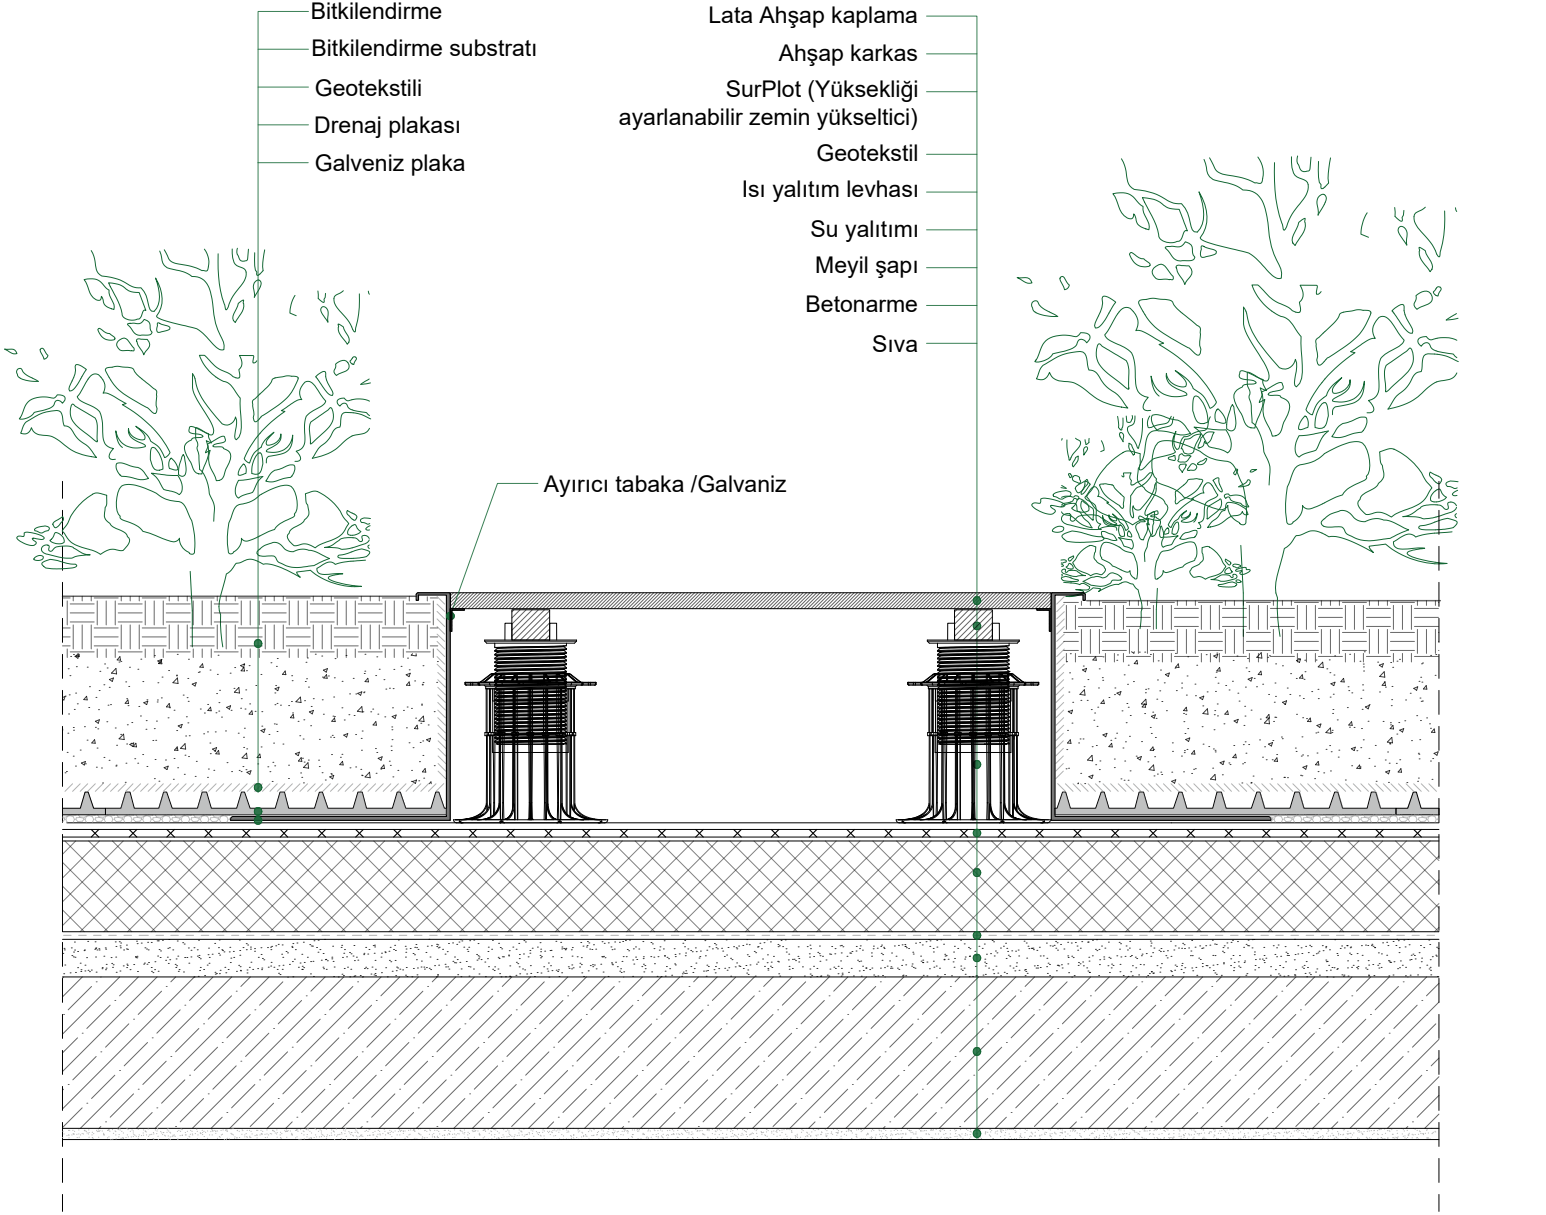 Bitkilendirme
Bitkilendirme substratı
Geotekstili
Drenaj plakası
Galveniz plaka
Lata Ahşap kaplama
Ahşap karkas
SurPlot (Yüksekliği
ayarlanabilir zemin yükseltici)
Geotekstil
Isı yalıtım levhası
Su yalıtımı
Meyil şapı
Betonarme
Sıva
Ayırıcı tabaka /Galvaniz